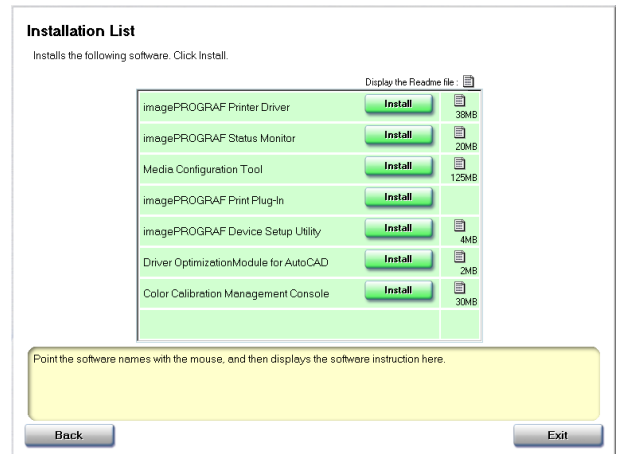 Installation List
Installs the following software. Click Install.
Display the Readme file :
imagePROGRAF Printer Driver Install 38MB
imagePROGRAF Status Monitor Install 20MB
Media Configuration Tool Install 125MB
imagePROGRAF Print Plug-In Install
imagePROGRAF Device Setup Utility Install 4MB
Driver OptimizationModule for AutoCAD Install 2MB
Color Calibration Management Console Install 30MB
Point the software names with the mouse, and then displays the software instruction here.
Back Exit